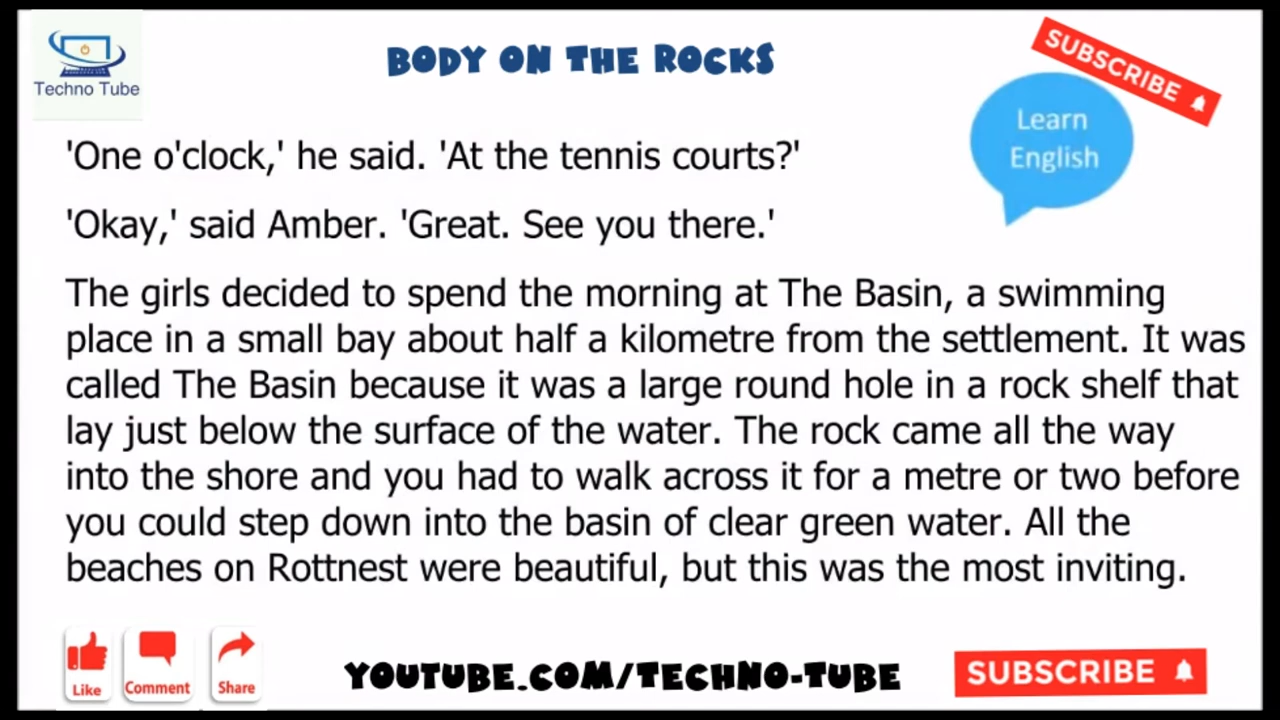 Techno Tube
BODY ON THE ROCKS
SUBSCRIBE
Learn
English
'One o'clock,' he said. 'At the tennis courts?'
'Okay,' said Amber. 'Great. See you there.'
The girls decided to spend the morning at The Basin, a swimming
place in a small bay about half a kilometre from the settlement. It was
called The Basin because it was a large round hole in a rock shelf that
lay just below the surface of the water. The rock came all the way
into the shore and you had to walk across it for a metre or two before
you could step down into the basin of clear green water. All the
beaches on Rottnest were beautiful, but this was the most inviting.
Like
Comment
Share
YOUTUBE.COM/TECHNO-TUBE
SUBSCRIBE